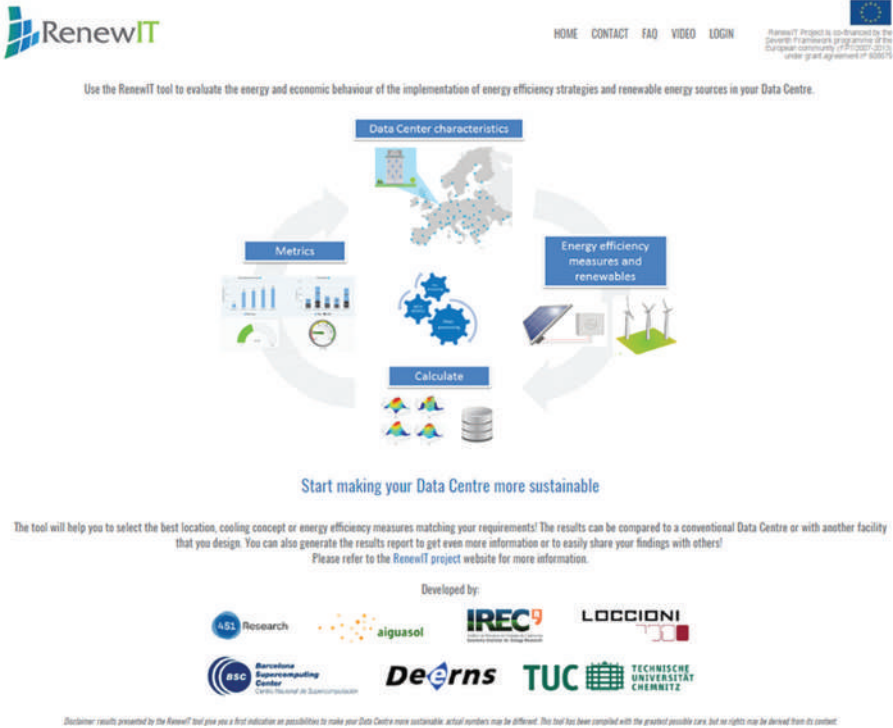 RenewIT
HOME CONTACT FAQ VIDEO LOGIN
RenewIT Project is co-financed by the
Seventh Framework programme of the
European community (FP7/2007-2013)
under grant agreement nº 608679
Use the RenewIT tool to evaluate the energy and economic behaviour of the implementation of energy efficiency strategies and renewable energy sources in your Data Centre.
Data Center characteristics
Metrics
Energy efficiency
measures and
renewables
Calculate
Start making your Data Centre more sustainable
The tool will help you to select the best location, cooling concept or energy efficiency measures matching your requirements! The results can be compared to a conventional Data Centre or with another facility
that you design. You can also generate the results report to get even more information or to easily share your findings with others!
Please refer to the RenewIT project website for more information.
Developed by:
451 Research
aiguasol
IREC
LOCCIONI
BSC
Barcelona
Supercomputing
Center
Centro Nacional de Supercomputación
Deerns
TUC
TECHNISCHE
UNIVERSITÄT
CHEMNITZ
Disclaimer: results presented by the RenewIT tool give you a first indication on possibilities to make your Data Centre more sustainable, actual numbers may be different. This tool has been compiled with the greatest possible care, but no rights may be derived from its content.